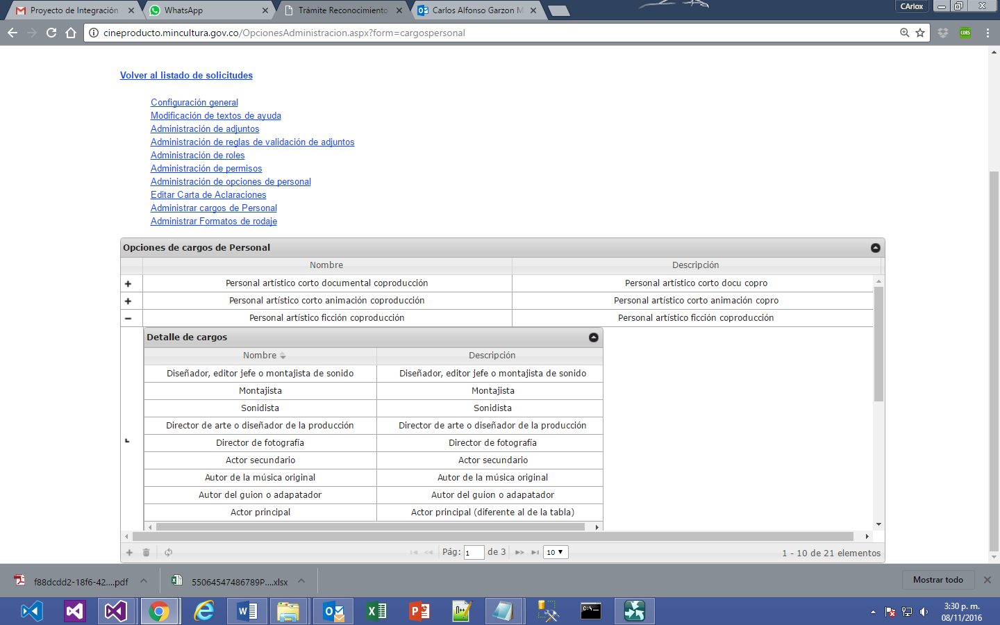 Proyecto de Integración
WhatsApp
Trámite Reconocimiento
Carlos Alfonso Garzon M
CArlox
cineproducto.mincultura.gov.co/OpcionesAdministracion.aspx?form=cargospersonal
CORS
Volver al listado de solicitudes
Configuración general
Modificación de textos de ayuda
Administración de adjuntos
Administración de reglas de validación de adjuntos
Administración de roles
Administración de permisos
Administración de opciones de personal
Editar Carta de Aclaraciones
Administrar cargos de Personal
Administrar Formatos de rodaje
Opciones de cargos de Personal
Nombre Descripción
Personal artístico corto documental coproducción Personal artístico corto docu copro
Personal artístico corto animación coproducción Personal artístico corto animación copro
Personal artístico ficción coproducción Personal artístico ficción coproducción
Detalle de cargos
Nombre Descripción
Diseñador, editor jefe o montajista de sonido Diseñador, editor jefe o montajista de sonido
Montajista Montajista
Sonidista Sonidista
Director de arte o diseñador de la producción Director de arte o diseñador de la producción
Director de fotografía Director de fotografía
Actor secundario Actor secundario
Autor de la música original Autor de la música original
Autor del guion o adapatador Autor del guion o adapatador
Actor principal Actor principal (diferente al de la tabla)
Pág: 1 de 3 10 1 - 10 de 21 elementos
f88dcdd2-18f6-42....pdf
55064547486789P....xlsx
Mostrar todo
3:30 p. m.
08/11/2016